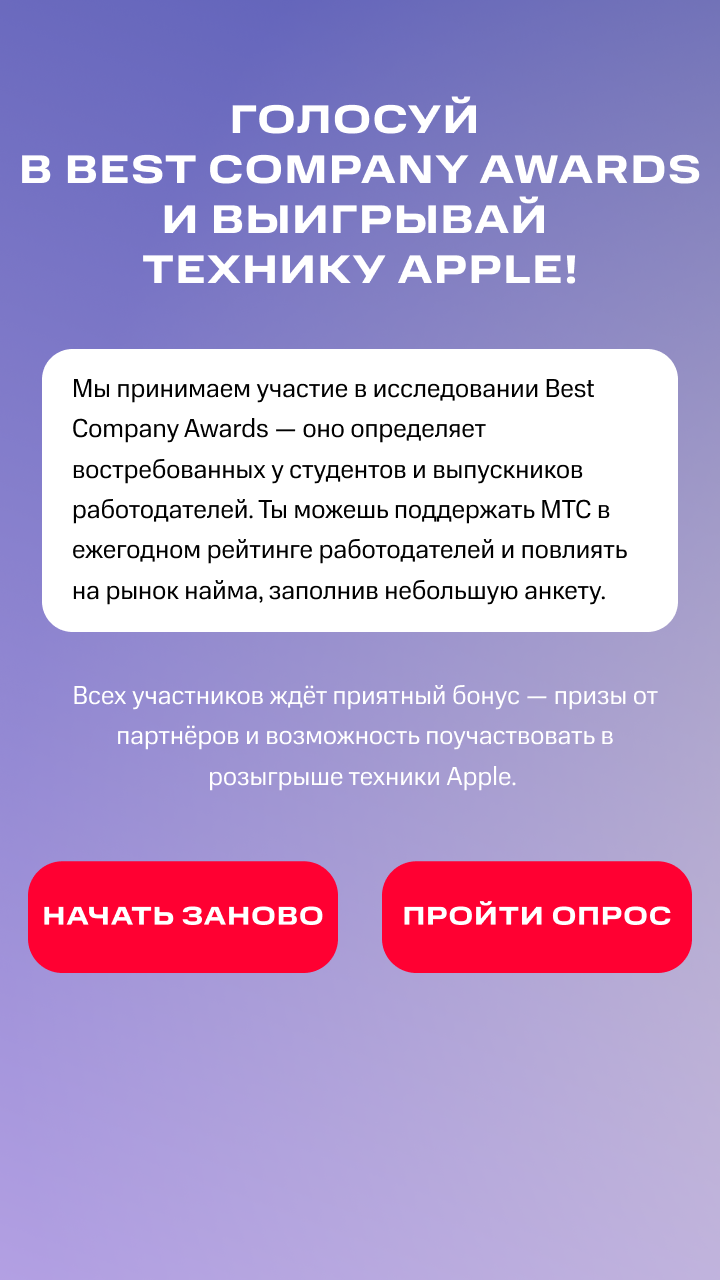 ГОЛОСУЙ
В BEST COMPANY AWARDS
И ВЫИГРЫВАЙ
ТЕХНИКУ APPLE!
Мы принимаем участие в исследовании Best
Company Awards — оно определяет
востребованных у студентов и выпускников
работодателей. Ты можешь поддержать МТС в
ежегодном рейтинге работодателей и повлиять
на рынок найма, заполнив небольшую анкету.
Всех участников ждёт приятный бонус — призы от
партнёров и возможность поучаствовать в
розыгрыше техники Apple.
НАЧАТЬ ЗАНОВО
ПРОЙТИ ОПРОС